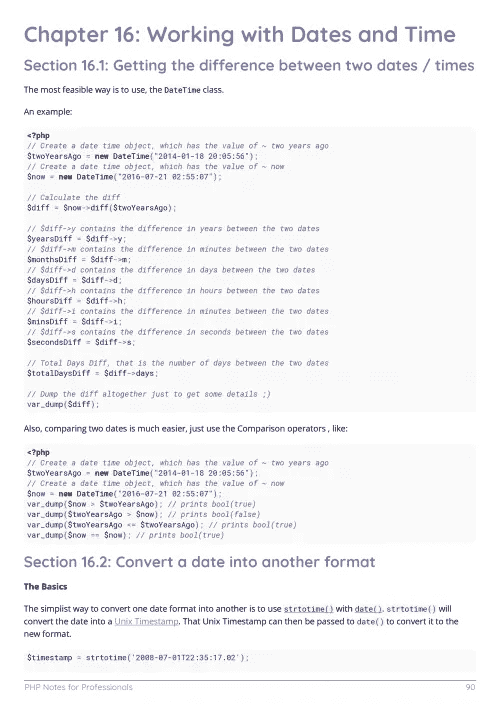 Chapter 16: Working with Dates and Time
Section 16.1: Getting the difference between two dates / times
The most feasible way is to use, the DateTime class.
An example:
<?php
// Create a date time object, which has the value of ~ two years ago
$twoYearsAgo = new DateTime("2014-01-18 20:05:56");
// Create a date time object, which has the value of ~ now
$now = new DateTime("2016-07-21 02:55:07");
// Calculate the diff
$diff = $now->diff($twoYearsAgo);
// $diff->y contains the difference in years between the two dates
$yearsDiff = $diff->y;
// $diff->m contains the difference in minutes between the two dates
$monthsDiff = $diff->m;
// $diff->d contains the difference in days between the two dates
$daysDiff = $diff->d;
// $diff->h contains the difference in hours between the two dates
$hoursDiff = $diff->h;
// $diff->i contains the difference in minutes between the two dates
$minsDiff = $diff->i;
// $diff->s contains the difference in seconds between the two dates
$secondsDiff = $diff->s;
// Total Days Diff, that is the number of days between the two dates
$totalDaysDiff = $diff->days;
// Dump the diff altogether just to get some details ;)
var_dump($diff);
Also, comparing two dates is much easier, just use the Comparison operators , like:
<?php
// Create a date time object, which has the value of ~ two years ago
$twoYearsAgo = new DateTime("2014-01-18 20:05:56");
// Create a date time object, which has the value of ~ now
$now = new DateTime("2016-07-21 02:55:07");
var_dump($now > $twoYearsAgo); // prints bool(true)
var_dump($twoYearsAgo > $now); // prints bool(false)
var_dump($twoYearsAgo <= $twoYearsAgo); // prints bool(true)
var_dump($now == $now); // prints bool(true)
Section 16.2: Convert a date into another format
The Basics
The simplist way to convert one date format into another is to use strtotime() with date(). strtotime() will
convert the date into a Unix Timestamp. That Unix Timestamp can then be passed to date() to convert it to the
new format.
$timestamp = strtotime('2008-07-01T22:35:17.02');
PHP Notes for Professionals 90